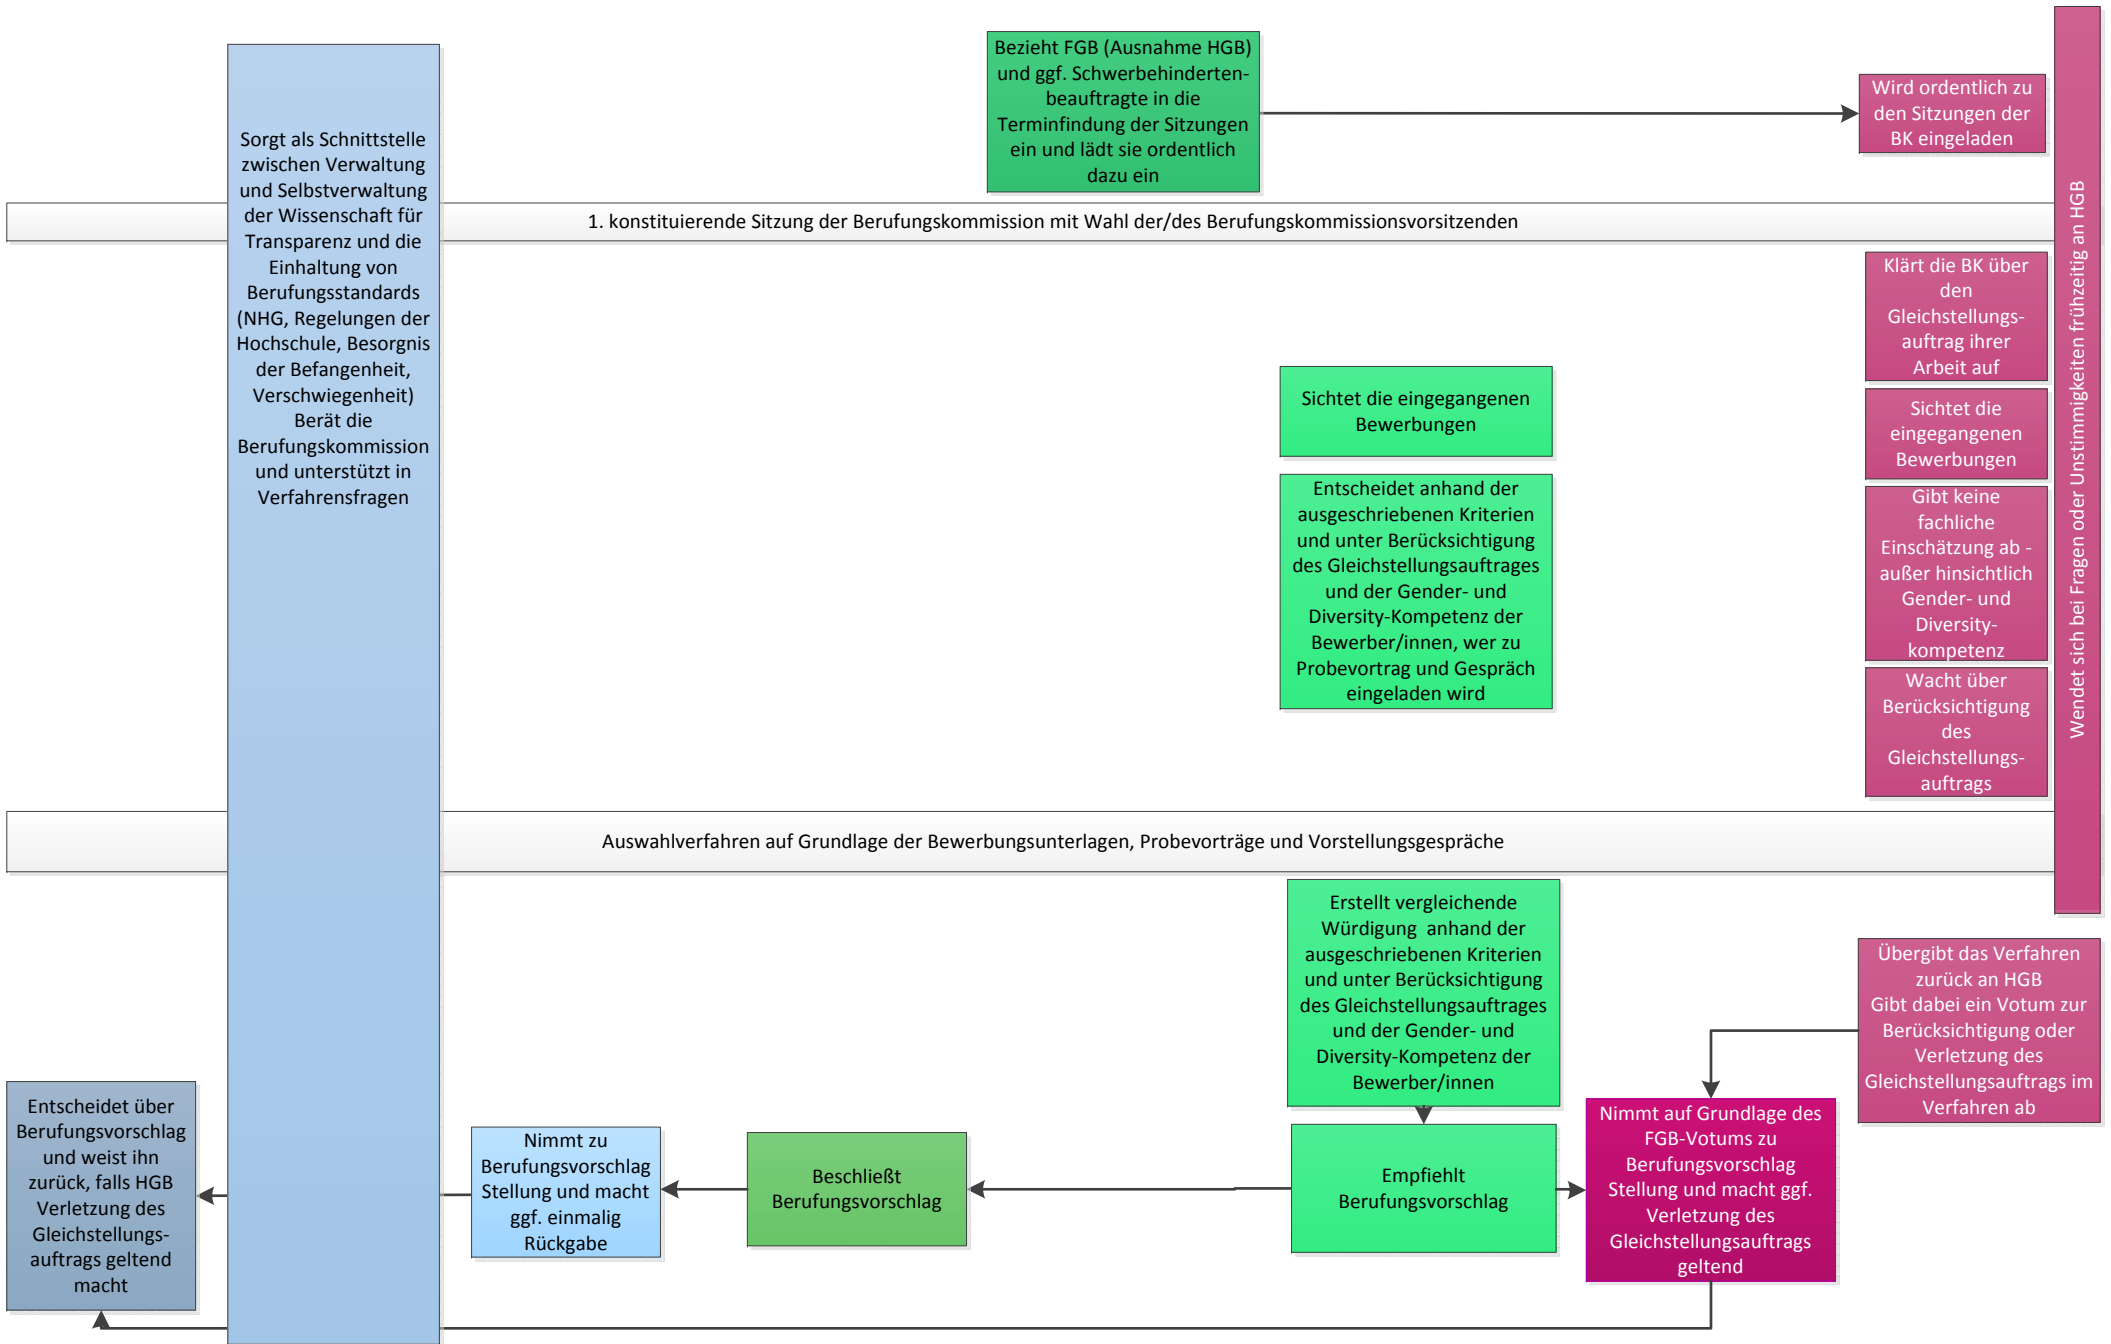 Bezieht FGB (Ausnahme HGB)
und ggf. Schwerbehinderten-
beauftragte in die
Terminfindung der Sitzungen
ein und lädt sie ordentlich
dazu ein
Wird ordentlich zu
den Sitzungen der
BK eingeladen
Wendet sich bei Fragen oder Unstimmigkeiten frühzeitig an HGB
Sorgt als Schnittstelle
zwischen Verwaltung
und Selbstverwaltung
der Wissenschaft für
Transparenz und die
Einhaltung von
Berufungsstandards
(NHG, Regelungen der
Hochschule, Besorgnis
der Befangenheit,
Verschwiegenheit)
Berät die
Berufungskommission
und unterstützt in
Verfahrensfragen
1. konstituierende Sitzung der Berufungskommission mit Wahl der/des Berufungskommissionsvorsitzenden
Klärt die BK über
den
Gleichstellungs-
auftrag ihrer
Arbeit auf
Sichtet die eingegangenen
Bewerbungen
Sichtet die
eingegangenen
Bewerbungen
Entscheidet anhand der
ausgeschriebenen Kriterien
und unter Berücksichtigung
des Gleichstellungsauftrages
und der Gender- und
Diversity-Kompetenz der
Bewerber/innen, wer zu
Probevortrag und Gespräch
eingeladen wird
Gibt keine
fachliche
Einschätzung ab -
außer hinsichtlich
Gender- und
Diversity-
kompetenz
Wacht über
Berücksichtigung
des
Gleichstellungs-
auftrags
Auswahlverfahren auf Grundlage der Bewerbungsunterlagen, Probevorträge und Vorstellungsgespräche
Erstellt vergleichende
Würdigung anhand der
ausgeschriebenen Kriterien
und unter Berücksichtigung
des Gleichstellungsauftrages
und der Gender- und
Diversity-Kompetenz der
Bewerber/innen
Übergibt das Verfahren
zurück an HGB
Gibt dabei ein Votum zur
Berücksichtigung oder
Verletzung des
Gleichstellungsauftrags im
Verfahren ab
Entscheidet über
Berufungsvorschlag
und weist ihn
zurück, falls HGB
Verletzung des
Gleichstellungs-
auftrags geltend
macht
Nimmt zu
Berufungsvorschlag
Stellung und macht
ggf. einmalig
Rückgabe
Beschließt
Berufungsvorschlag
Empfiehlt
Berufungsvorschlag
Nimmt auf Grundlage des
FGB-Votums zu
Berufungsvorschlag
Stellung und macht ggf.
Verletzung des
Gleichstellungsauftrags
geltend